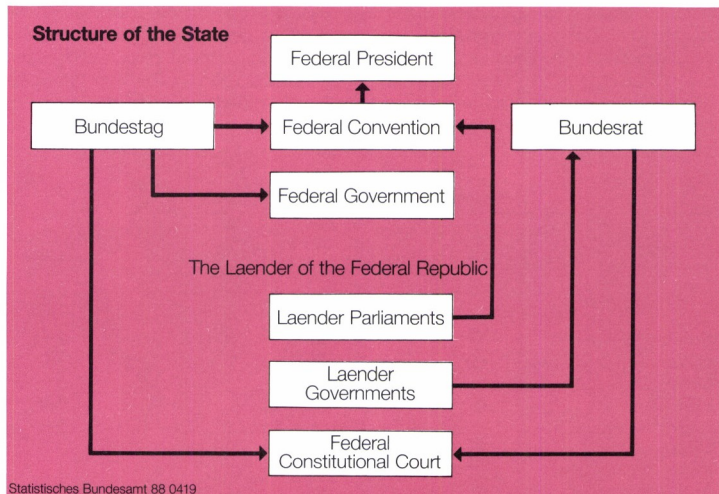 Structure of the State
Federal President
Bundestag
Federal Convention
Bundesrat
Federal Government
The Laender of the Federal Republic
Laender Parliaments
Laender
Governments
Federal
Constitutional Court
Statistisches Bundesamt 88 0419